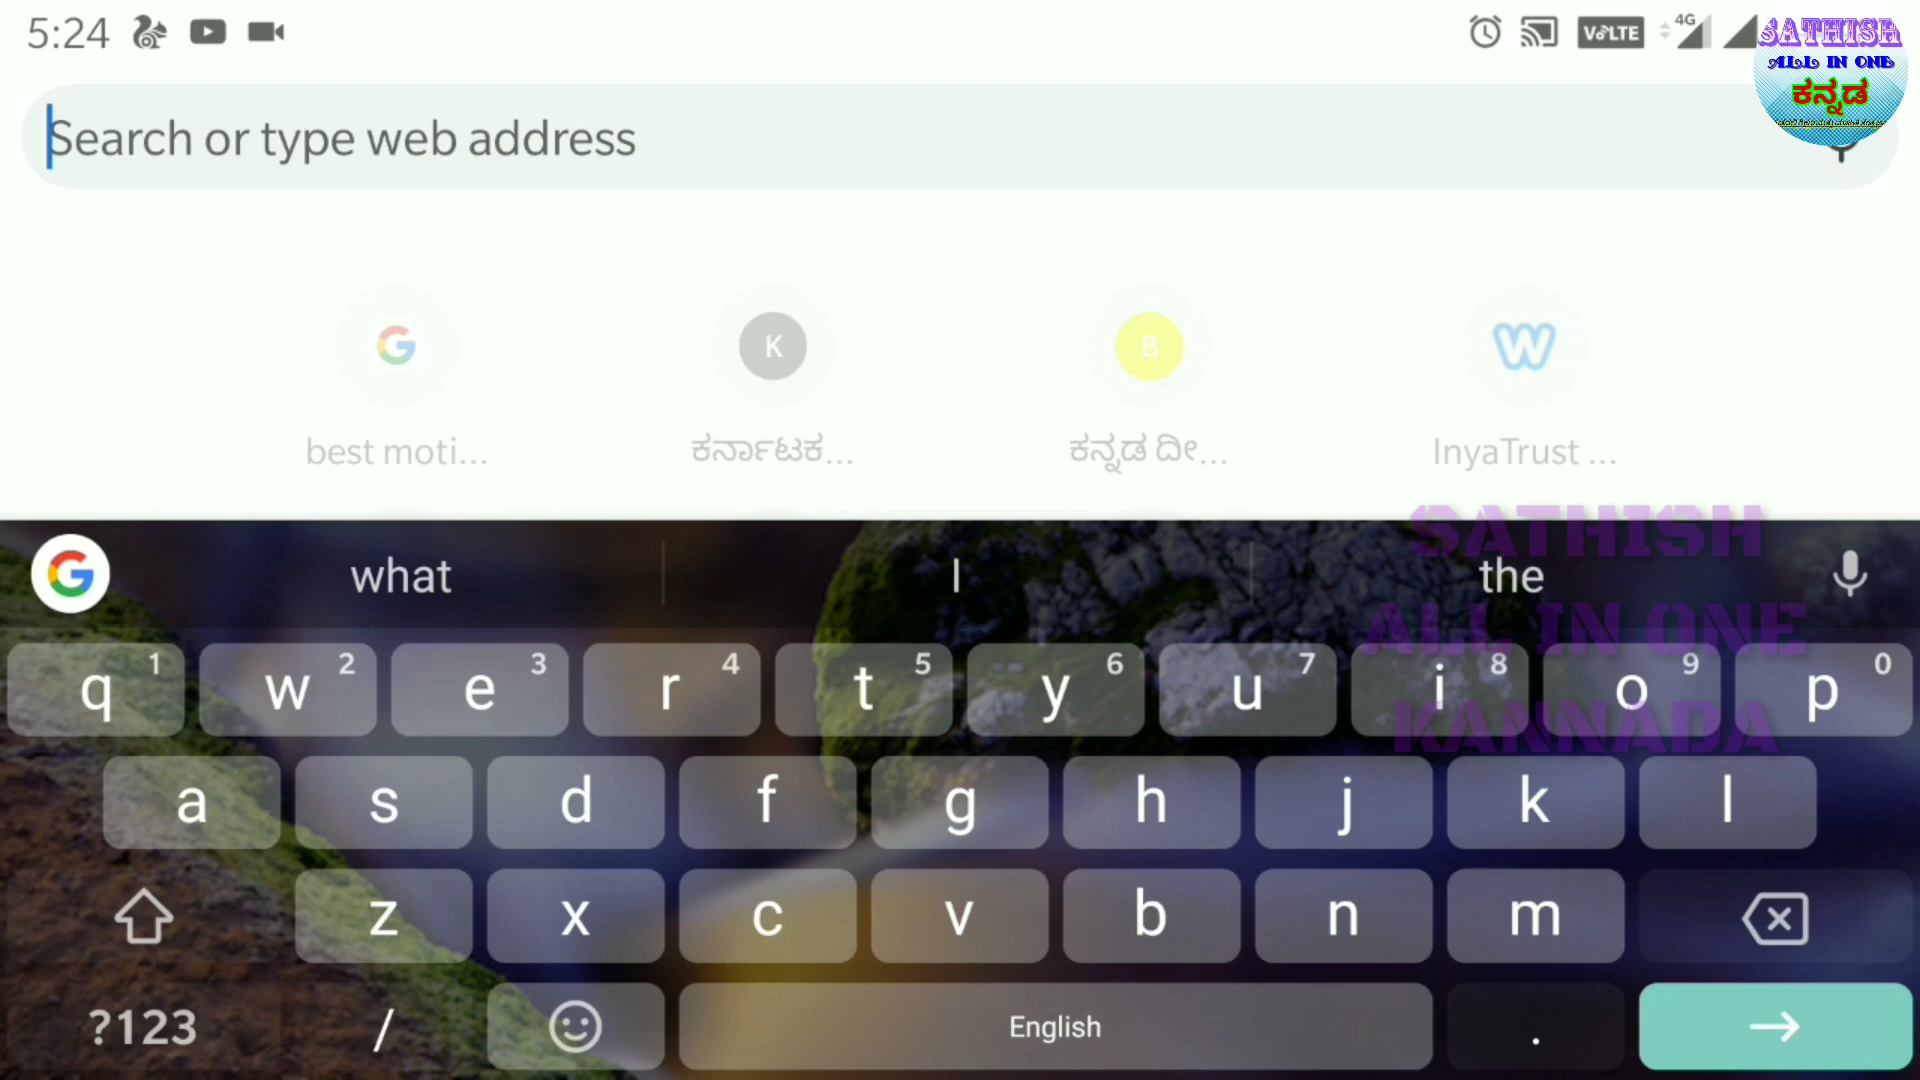 5:24
VoLTE 4G
SATHISH
ALL IN ONE
ಕನ್ನಡ
Search or type web address
K
B
best moti...
ಕರ್ನಾಟಕ...
ಕನ್ನಡ ದೀ...
InyaTrust ...
what I the
SATHISH
ALL IN ONE
KANNADA
q 1 w 2 e 3 r 4 t 5 y 6 u 7 i 8 o 9 p 0
a s d f g h j k l
z x c v b n m
?123 / English .